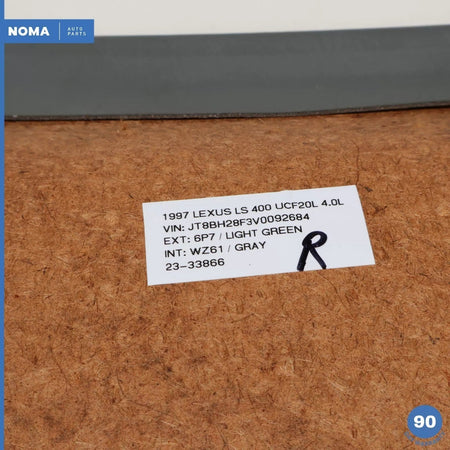 NOMA AUTO PARTS
1997 LEXUS LS 400 UCF20L 4.0L
VIN: JT8BH28F3V0092684
EXT: 6P7 / LIGHT GREEN
INT: WZ61 / GRAY
23-33866
R
90